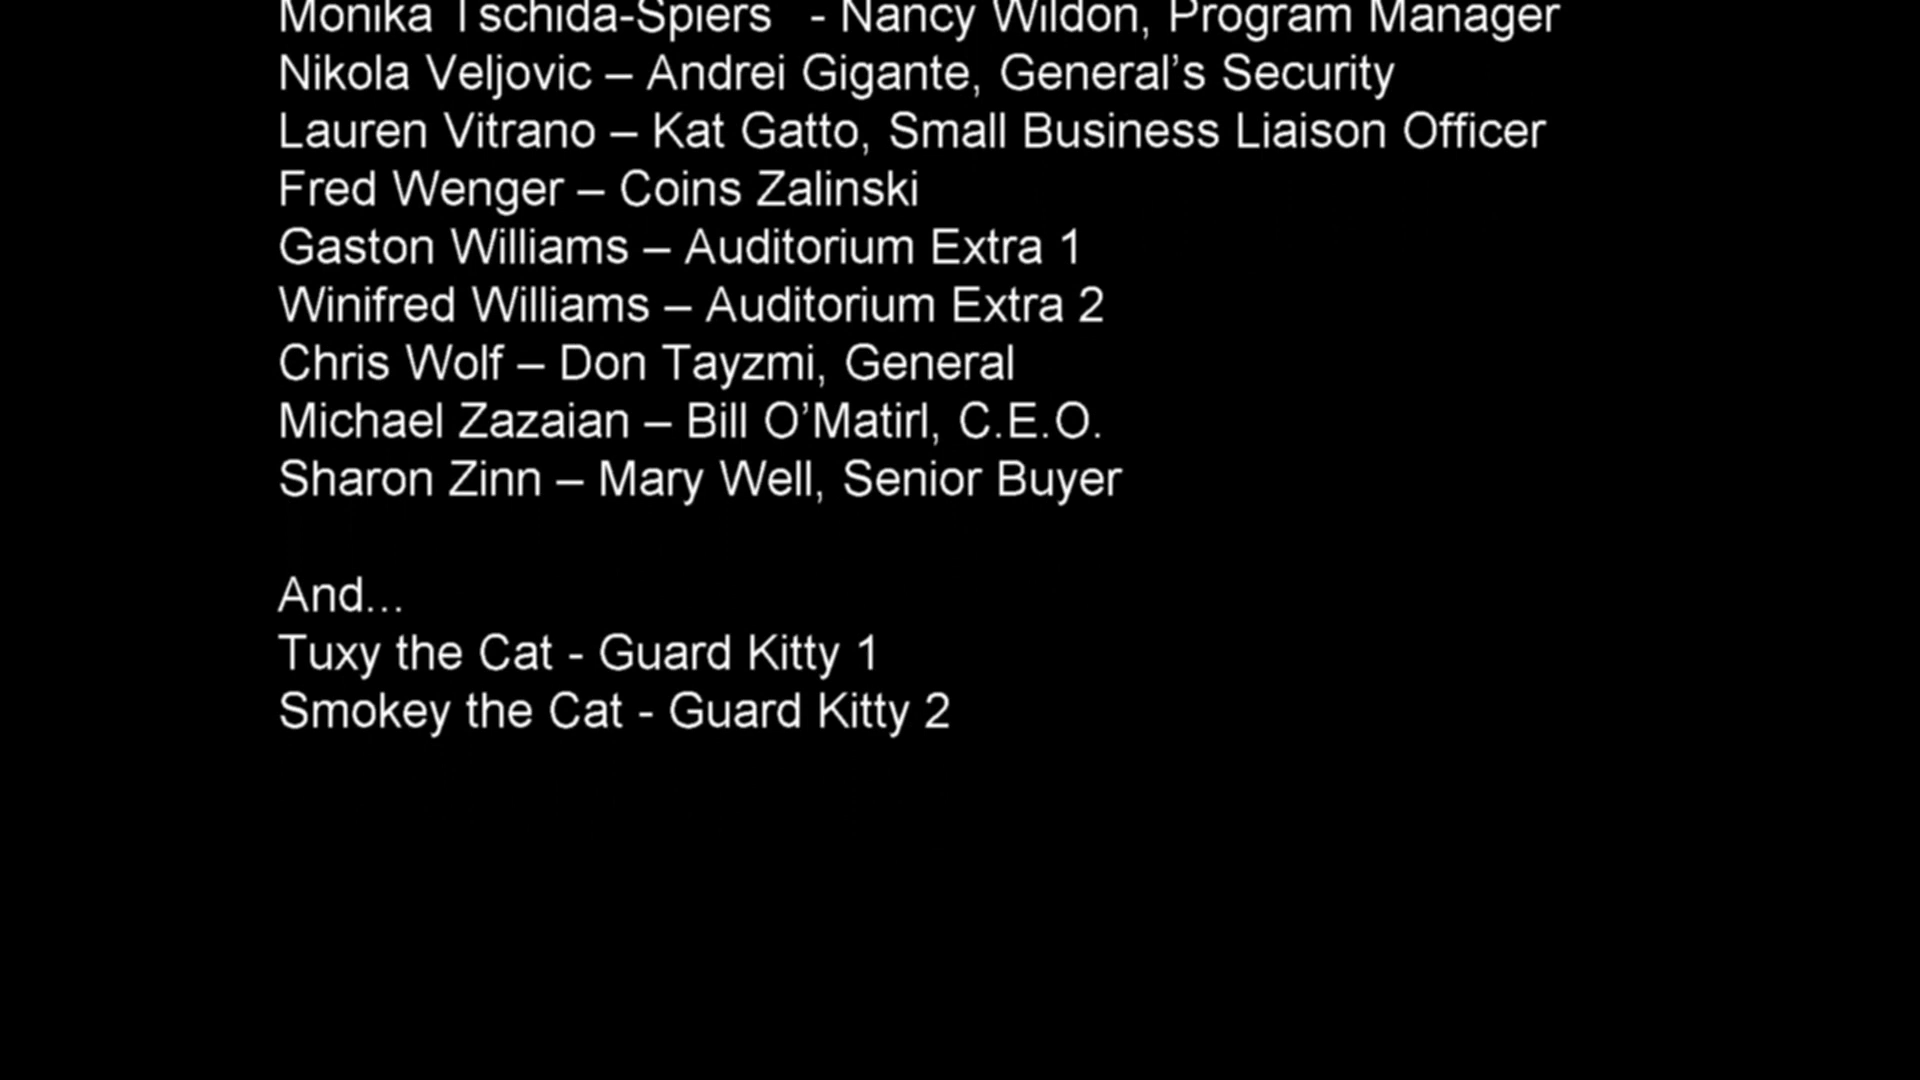 Monika Tschida-Spiers - Nancy Wildon, Program Manager
Nikola Veljovic – Andrei Gigante, General’s Security
Lauren Vitrano – Kat Gatto, Small Business Liaison Officer
Fred Wenger – Coins Zalinski
Gaston Williams – Auditorium Extra 1
Winifred Williams – Auditorium Extra 2
Chris Wolf – Don Tayzmi, General
Michael Zazaian – Bill O’Matirl, C.E.O.
Sharon Zinn – Mary Well, Senior Buyer
And...
Tuxy the Cat - Guard Kitty 1
Smokey the Cat - Guard Kitty 2